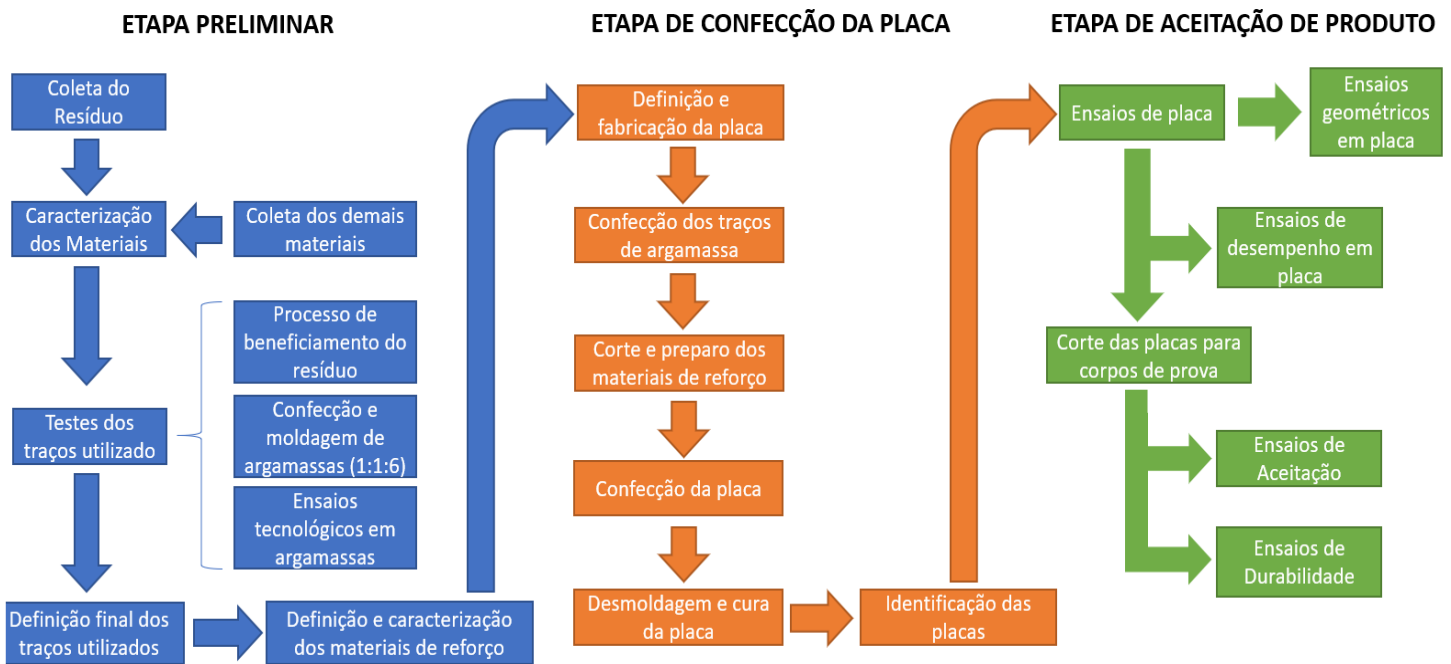 ETAPA PRELIMINAR
Coleta do
Resíduo
Caracterização
dos Materiais
Coleta dos demais
materiais
Testes dos
traços utilizado
Processo de
beneficiamento do
resíduo
Confecção e
moldagem de
argamassas (1:1:6)
Ensaios
tecnológicos em
argamassas
Definição final dos
traços utilizados
Definição e caracterização
dos materiais de reforço
ETAPA DE CONFECÇÃO DA PLACA
Definição e
fabricação da placa
Confecção dos traços
de argamassa
Corte e preparo dos
materiais de reforço
Confecção da placa
Desmoldagem e cura
da placa
Identificação das
placas
ETAPA DE ACEITAÇÃO DE PRODUTO
Ensaios de placa
Ensaios
geométricos
em placa
Ensaios de
desempenho em
placa
Corte das placas para
corpos de prova
Ensaios de
Aceitação
Ensaios de
Durabilidade